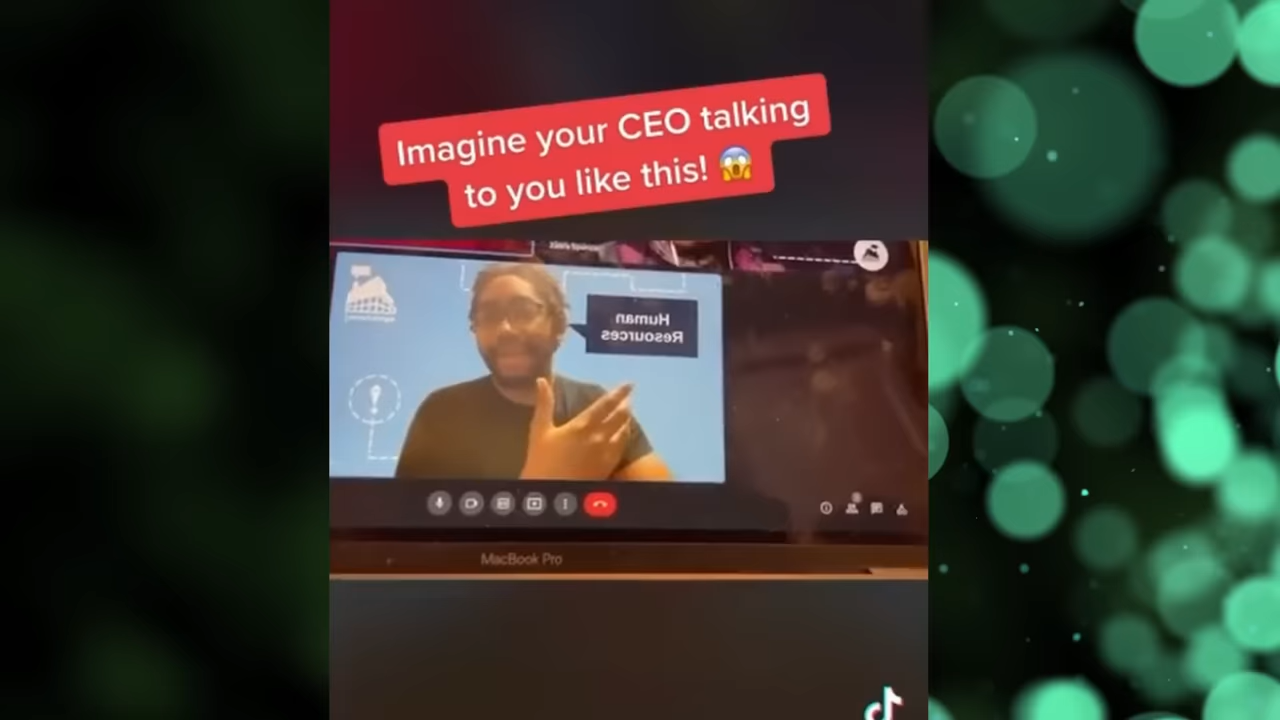 Imagine your CEO talking
to you like this! 😱
Human
Resources
MacBook Pro